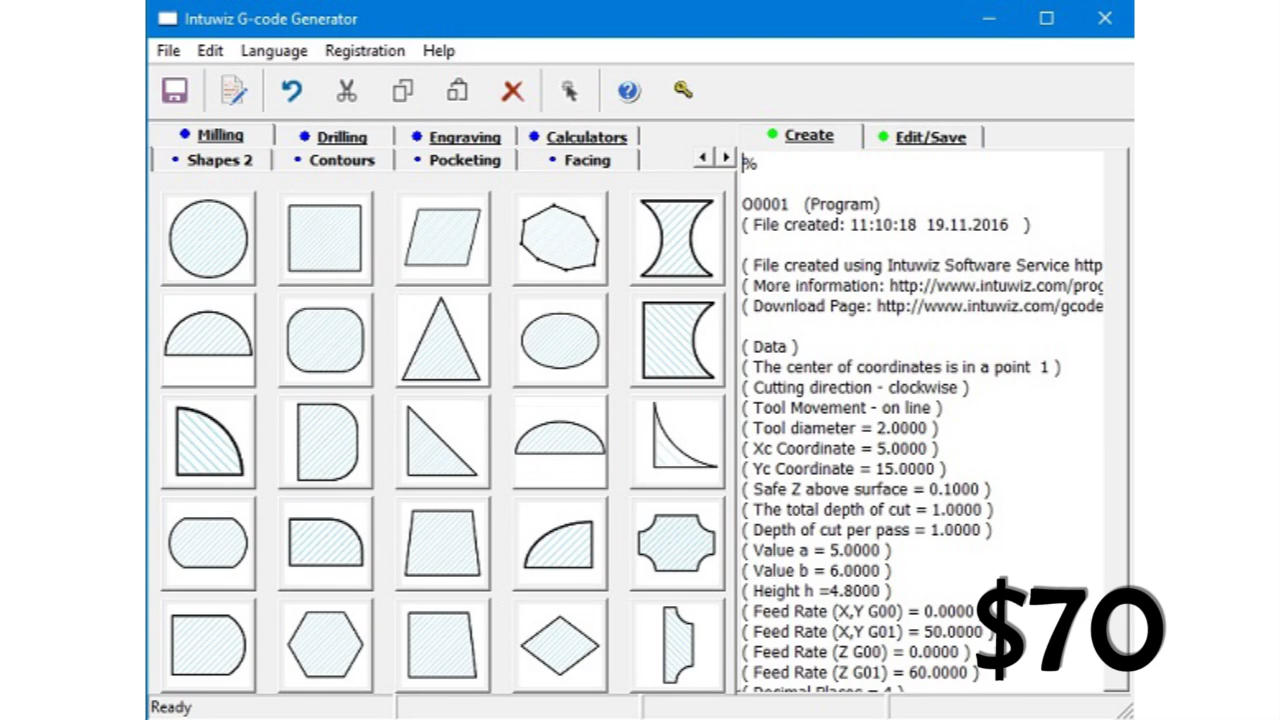 Intuwiz G-code Generator
File Edit Language Registration Help
Milling Drilling Engraving Calculators
Shapes 2 Contours Pocketing Facing
Create Edit/Save
%
O0001 (Program)
( File created: 11:10:18 19.11.2016 )
( File created using Intuwiz Software Service http
( More information: http://www.intuwiz.com/prog
( Download Page: http://www.intuwiz.com/gcode
( Data )
( The center of coordinates is in a point 1 )
( Cutting direction - clockwise )
( Tool Movement - on line )
( Tool diameter = 2.0000 )
( Xc Coordinate = 5.0000 )
( Yc Coordinate = 15.0000 )
( Safe Z above surface = 0.1000 )
( The total depth of cut = 1.0000 )
( Depth of cut per pass = 1.0000 )
( Value a = 5.0000 )
( Value b = 6.0000 )
( Height h =4.8000 )
( Feed Rate (X,Y G00) = 0.0000
( Feed Rate (X,Y G01) = 50.0000 )
( Feed Rate (Z G00) = 0.0000 )
( Feed Rate (Z G01) = 60.0000 )
( Decimal Places = 4 )
$70
Ready